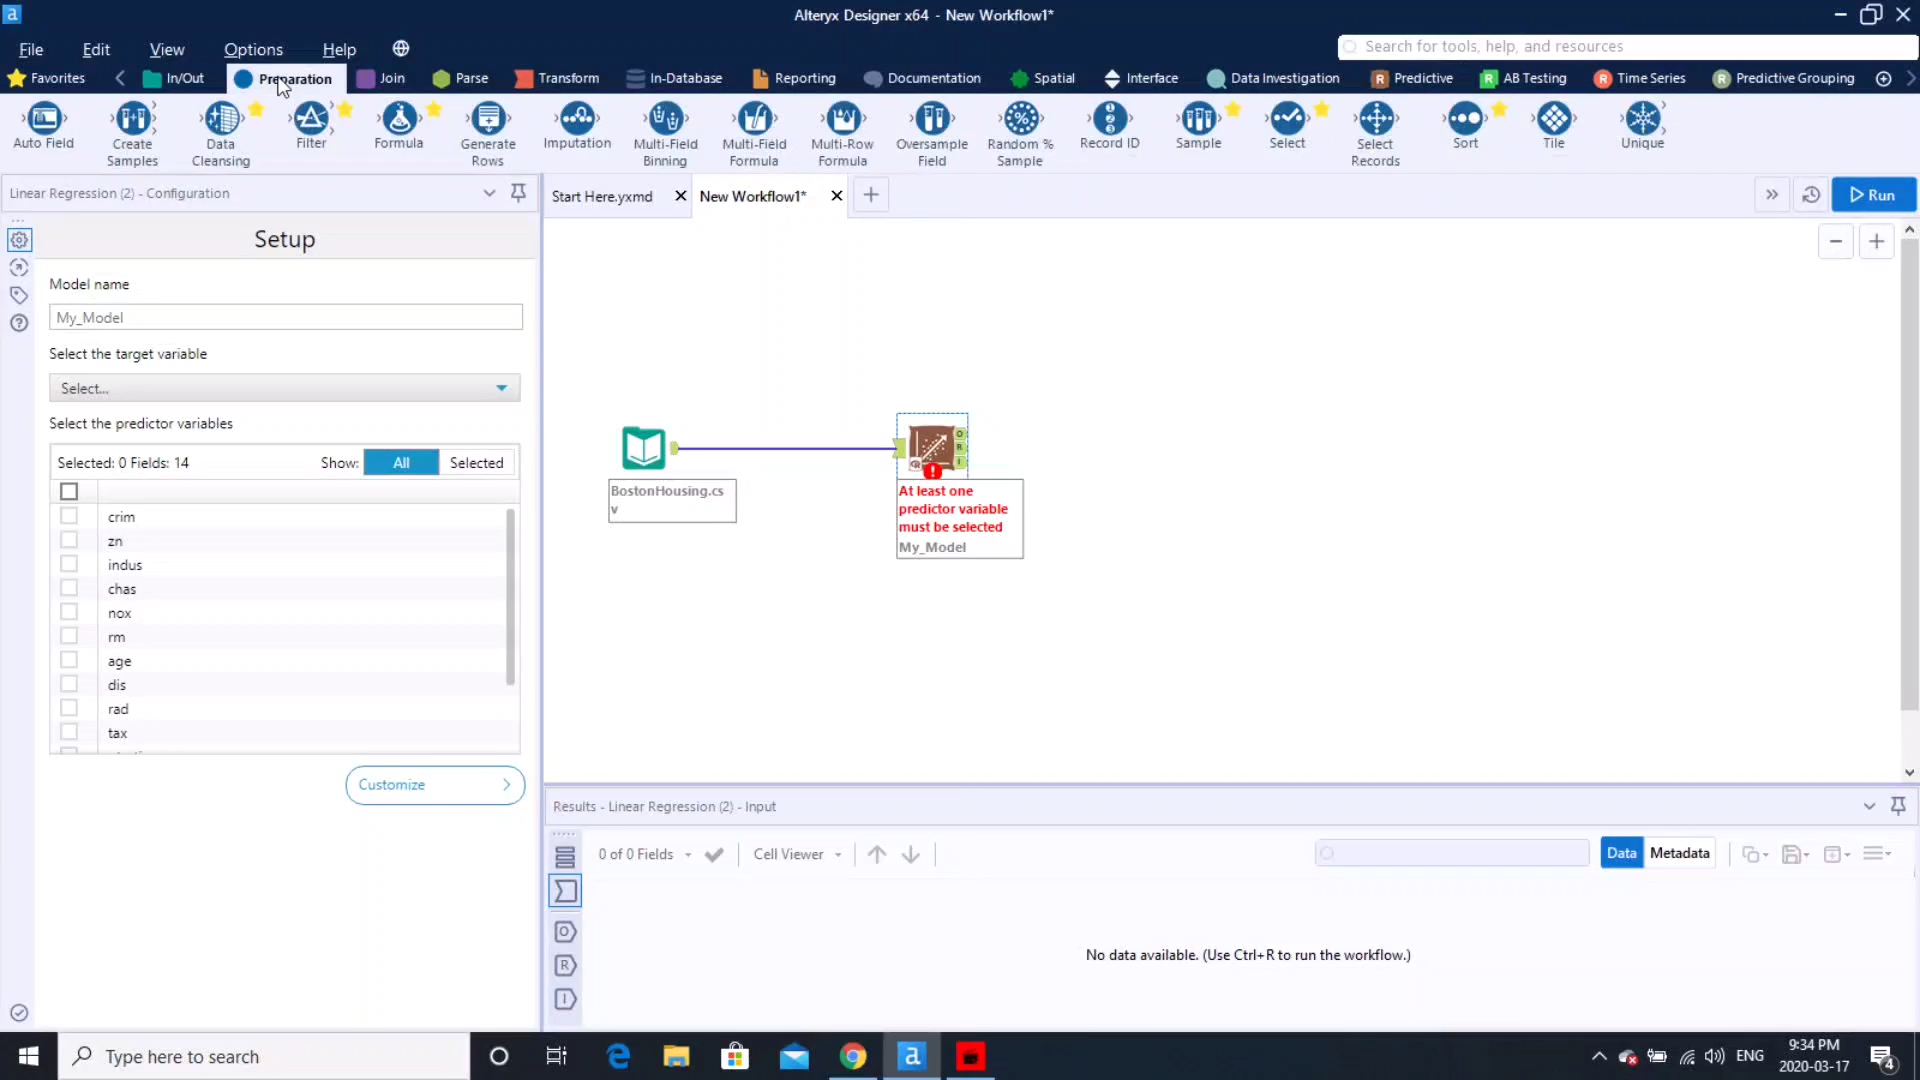 a
Alteryx Designer x64 - New Workflow1*
File Edit View Options Help
Search for tools, help, and resources
Favorites In/Out Preparation Join Parse Transform In-Database Reporting Documentation Spatial Interface Data Investigation Predictive AB Testing Time Series Predictive Grouping
Auto Field
Create
Samples
Data
Cleansing
Filter
Formula
Generate
Rows
Imputation
Multi-Field
Binning
Multi-Field
Formula
Multi-Row
Formula
Oversample
Field
Random %
Sample
Record ID
Sample
Select
Select
Records
Sort
Tile
Unique
Linear Regression (2) - Configuration
Start Here.yxmd
New Workflow1*
Run
Setup
Model name
My_Model
Select the target variable
Select...
Select the predictor variables
Selected: 0 Fields: 14 Show: All Selected
crim
zn
indus
chas
nox
rm
age
dis
rad
tax
Customize
BostonHousing.cs
v
O
R
I
At least one
predictor variable
must be selected
My_Model
Results - Linear Regression (2) - Input
0 of 0 Fields Cell Viewer Data Metadata
O
R
I
No data available. (Use Ctrl+R to run the workflow.)
Type here to search
a
ENG
9:34 PM
2020-03-17
4